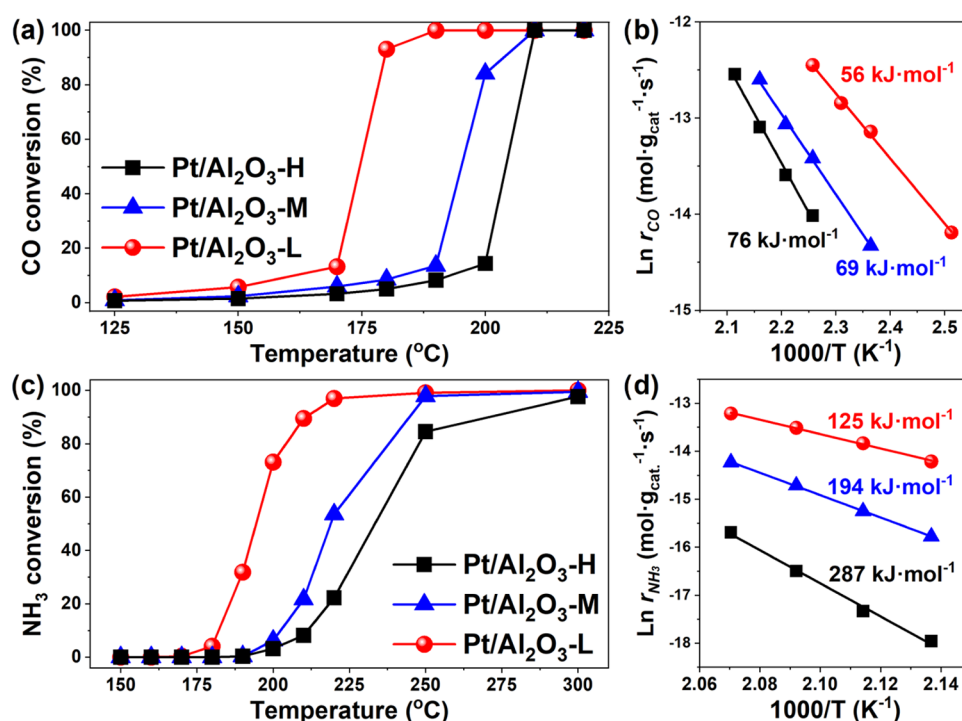 (a)
CO conversion (%)
100
80
60
40
20
0
Pt/Al₂O₃-H
Pt/Al₂O₃-M
Pt/Al₂O₃-L
125 150 175 200 225
Temperature (°C)
(b)
Ln r_CO (mol·g_cat⁻¹·s⁻¹)
-12
-13
-14
-15
56 kJ·mol⁻¹
76 kJ·mol⁻¹
69 kJ·mol⁻¹
2.1 2.2 2.3 2.4 2.5
1000/T (K⁻¹)
(c)
NH₃ conversion (%)
100
80
60
40
20
0
Pt/Al₂O₃-H
Pt/Al₂O₃-M
Pt/Al₂O₃-L
150 175 200 225 250 275 300
Temperature (°C)
(d)
Ln r_NH₃ (mol·g_cat.⁻¹·s⁻¹)
-13
-14
-15
-16
-17
-18
125 kJ·mol⁻¹
194 kJ·mol⁻¹
287 kJ·mol⁻¹
2.06 2.08 2.10 2.12 2.14
1000/T (K⁻¹)